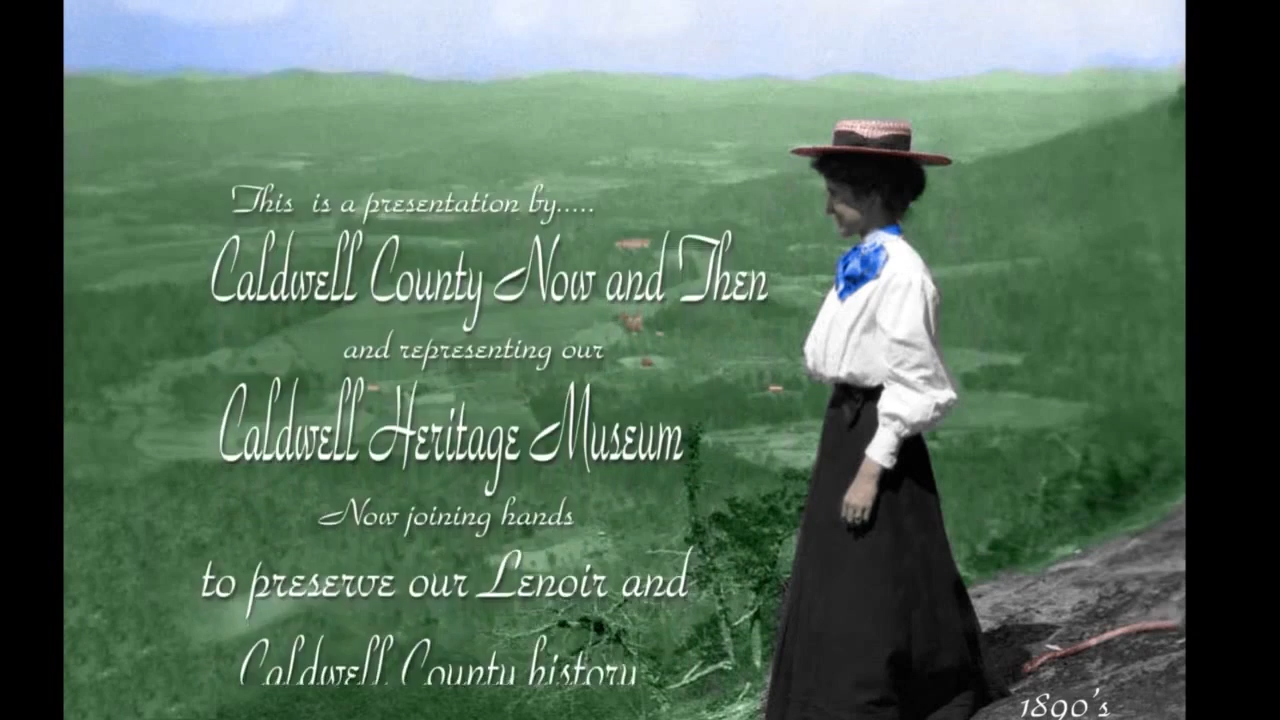 This is a presentation by.....
Caldwell County Now and Then
and representing our
Caldwell Heritage Museum
Now joining hands
to preserve our Lenoir and
Caldwell County history
1890's